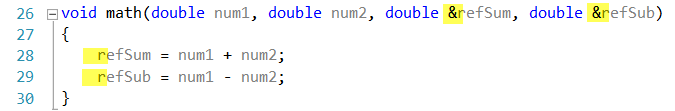 26 void math(double num1, double num2, double &refSum, double &refSub)
27 {
28 refSum = num1 + num2;
29 refSub = num1 - num2;
30 }